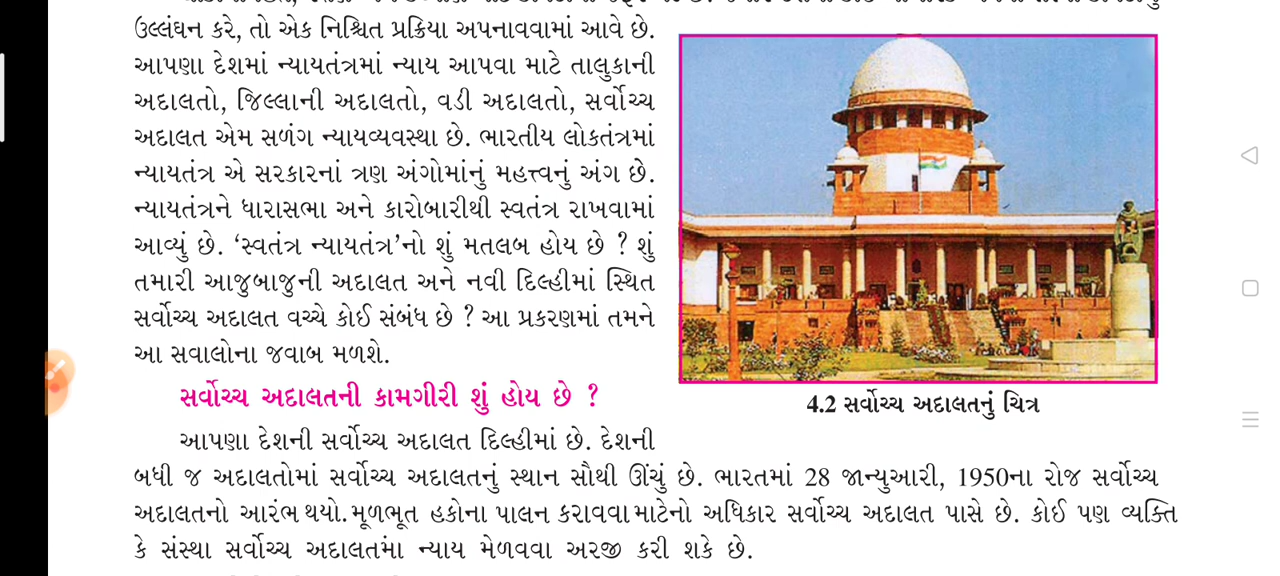 ઉલ્લંઘન કરે, તો એક નિશ્ચિત પ્રક્રિયા અપનાવવામાં આવે છે.
આપણા દેશમાં ન્યાયતંત્રમાં ન્યાય આપવા માટે તાલુકાની
અદાલતો, જિલ્લાની અદાલતો, વડી અદાલતો, સર્વોચ્ચ
અદાલત એમ સળંગ ન્યાયવ્યવસ્થા છે. ભારતીય લોકતંત્રમાં
ન્યાયતંત્ર એ સરકારનાં ત્રણ અંગોમાંનું મહત્ત્વનું અંગ છે.
ન્યાયતંત્રને ધારાસભા અને કારોબારીથી સ્વતંત્ર રાખવામાં
આવ્યું છે. ‘સ્વતંત્ર ન્યાયતંત્ર’નો શું મતલબ હોય છે ? શું
તમારી આજુબાજુની અદાલત અને નવી દિલ્હીમાં સ્થિત
સર્વોચ્ચ અદાલત વચ્ચે કોઈ સંબંધ છે ? આ પ્રકરણમાં તમને
આ સવાલોના જવાબ મળશે.
સર્વોચ્ચ અદાલતની કામગીરી શું હોય છે ?
4.2 સર્વોચ્ચ અદાલતનું ચિત્ર
આપણા દેશની સર્વોચ્ચ અદાલત દિલ્હીમાં છે. દેશની
બધી જ અદાલતોમાં સર્વોચ્ચ અદાલતનું સ્થાન સૌથી ઊંચું છે. ભારતમાં 28 જાન્યુઆરી, 1950ના રોજ સર્વોચ્ચ
અદાલતનો આરંભ થયો. મૂળભૂત હકોના પાલન કરાવવા માટેનો અધિકાર સર્વોચ્ચ અદાલત પાસે છે. કોઈ પણ વ્યક્તિ
કે સંસ્થા સર્વોચ્ચ અદાલતમાં ન્યાય મેળવવા અરજી કરી શકે છે.